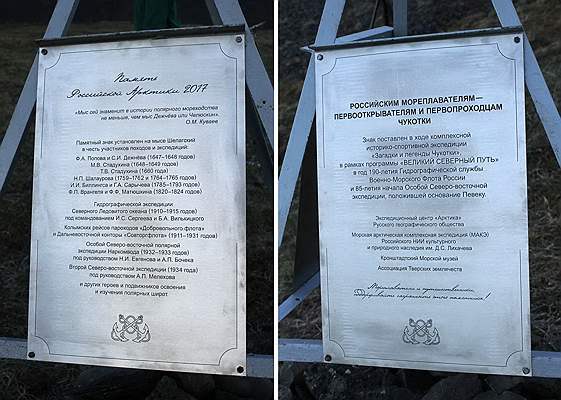 Память
Российской Арктики 2017
«Мыс сей знаменит в истории полярного мореходства
не меньше, чем мыс Дежнёва или Челюскин».
О.М. Куваев
Памятный знак установлен на мысе Шелагский
в честь участников походов и экспедиций:
Ф.А. Попова и С.И. Дежнёва (1647–1648 годов)
М.В. Стадухина (1648–1649 годов)
Т.В. Стадухина (1660 года)
Н.П. Шалаурова (1759–1762 и 1764–1765 годов)
И.И. Биллингса и Г.А. Сарычева (1785–1793 годов)
Ф.П. Врангеля и Ф.Ф. Матюшкина (1820–1824 годов)
Гидрографической экспедиции
Северного Ледовитого океана (1910–1915 годов)
под командованием И.С. Сергеева и Б.А. Вилькицкого
Колымских рейсов пароходов «Добровольного флота»
и Дальневосточной конторы «Совторгфлота» (1911–1931 годов)
Особой Северо-восточной полярной
экспедиции Наркомвода (1932–1933 годов)
под руководством Н.И. Евгенова и А.П. Бочека
Второй Северо-восточной экспедиции (1934 года)
под руководством А.П. Мелехова
и других героев и подвижников освоения
и изучения полярных широт
РОССИЙСКИМ МОРЕПЛАВАТЕЛЯМ—
ПЕРВООТКРЫВАТЕЛЯМ И ПЕРВОПРОХОДЦАМ
ЧУКОТКИ
Знак поставлен в ходе комплексной
историко-спортивной экспедиции
«Загадки и легенды Чукотки»,
в рамках программы «ВЕЛИКИЙ СЕВЕРНЫЙ ПУТЬ»
в год 190-летия Гидрографической службы
Военно-Морского Флота России
и 85-летия начала Особой Северо-восточной
экспедиции, положившей основание Певеку.
Экспедиционный центр «Арктика»
Русского географического общества
Морская арктическая комплексная экспедиция (МАКЭ)
Российского НИИ культурного
и природного наследия им. Д.С. Лихачева
Кронштадтский Морской музей
Ассоциация Тверских землячеств
Мореплаватели и путешественники,
поддерживайте сохранность этого памятника!